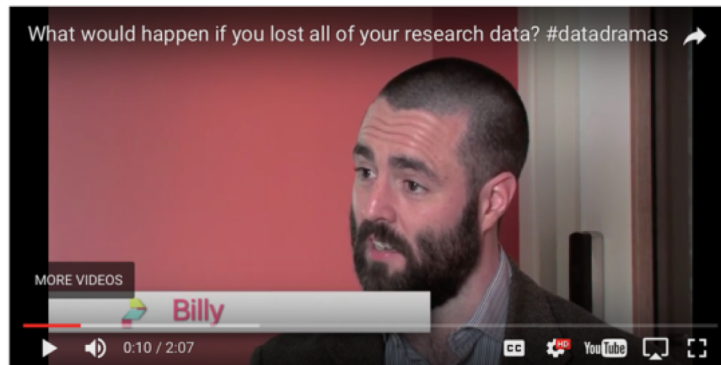 What would happen if you lost all of your research data? #datadramas
MORE VIDEOS
Billy
0:10 / 2:07
CC
HD
YouTube